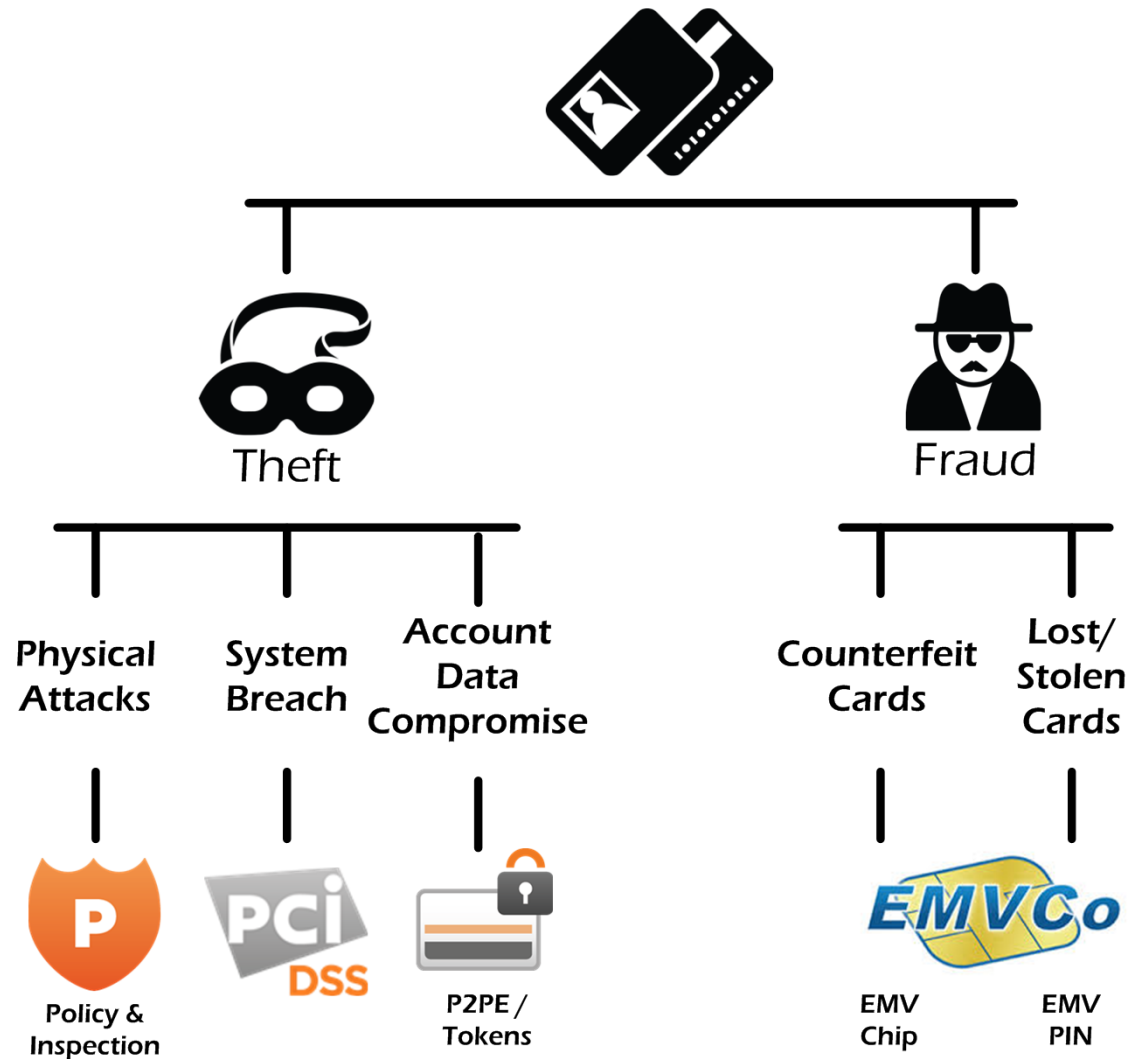 Theft
Fraud
Physical
Attacks
System
Breach
Account
Data
Compromise
Counterfeit
Cards
Lost/
Stolen
Cards
P
PCi
DSS
EMVCo
Policy &
Inspection
P2PE /
Tokens
EMV
Chip
EMV
PIN